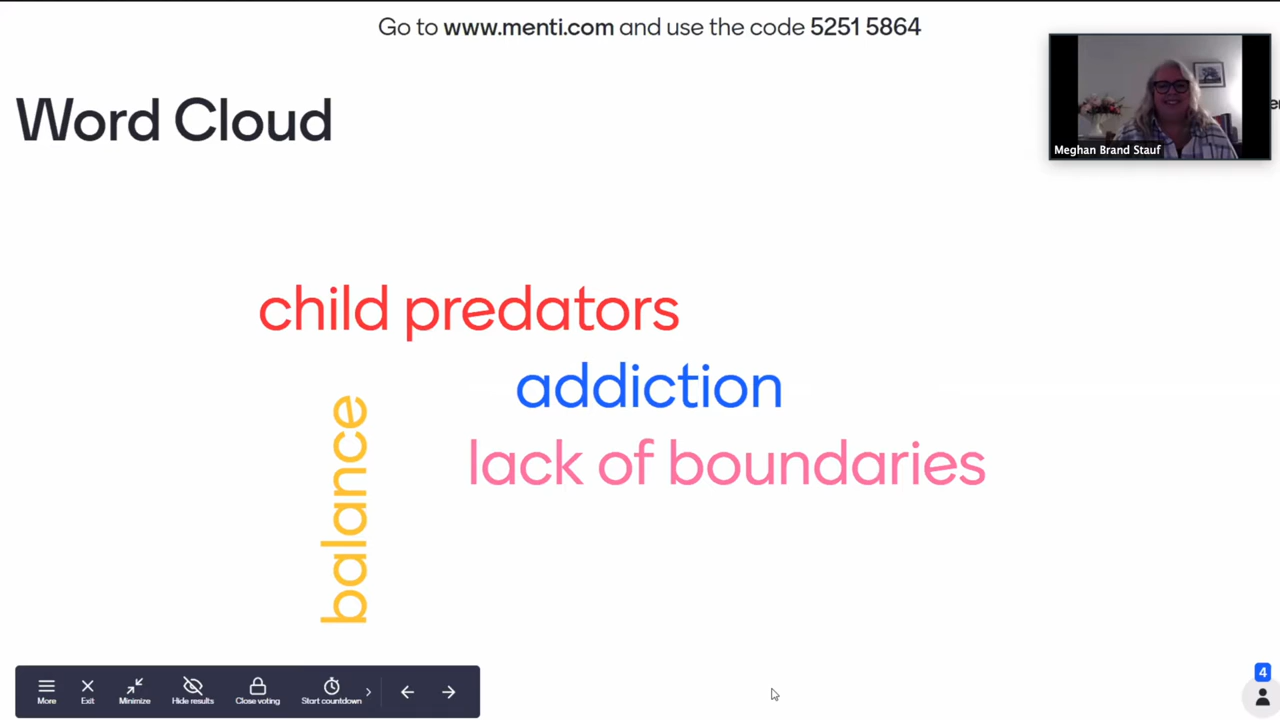 Go to www.menti.com and use the code 5251 5864
Word Cloud
Meghan Brand Stauf
child predators
addiction
lack of boundaries
balance
More
Exit
Minimize
Hide results
Close voting
Start countdown
4